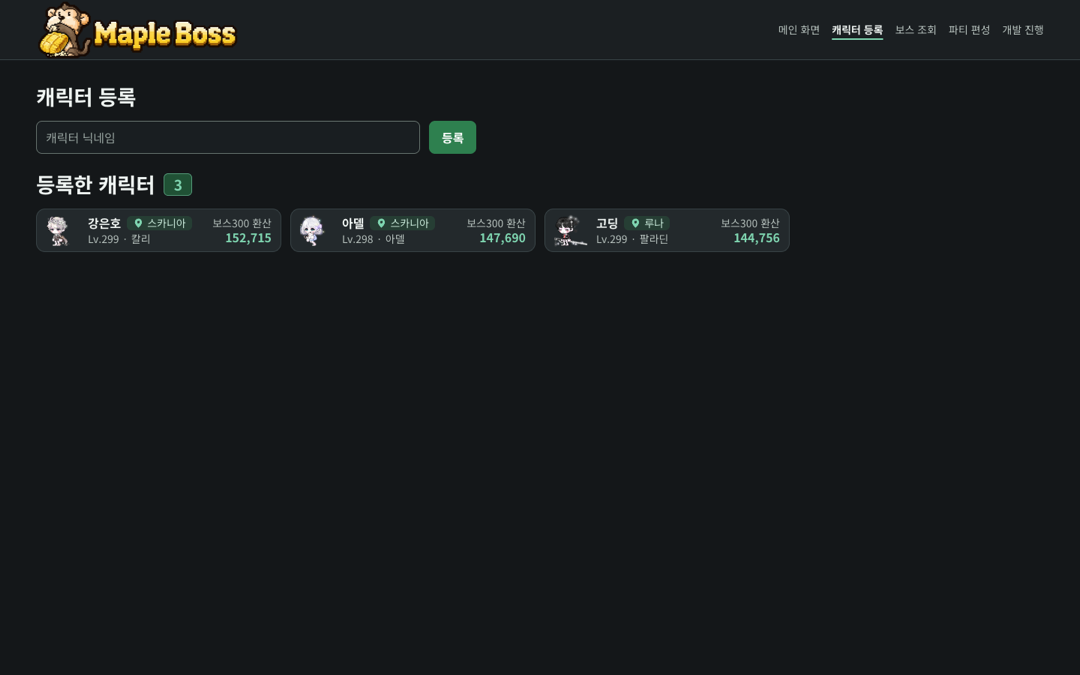 Maple Boss
메인 화면 캐릭터 등록 보스 조회 파티 편성 개발 진행
캐릭터 등록
캐릭터 닉네임 등록
등록한 캐릭터 3
강은호 스카니아 보스300 환산
Lv.299 · 칼리 152,715
아델 스카니아 보스300 환산
Lv.298 · 아델 147,690
고딩 루나 보스300 환산
Lv.299 · 팔라딘 144,756